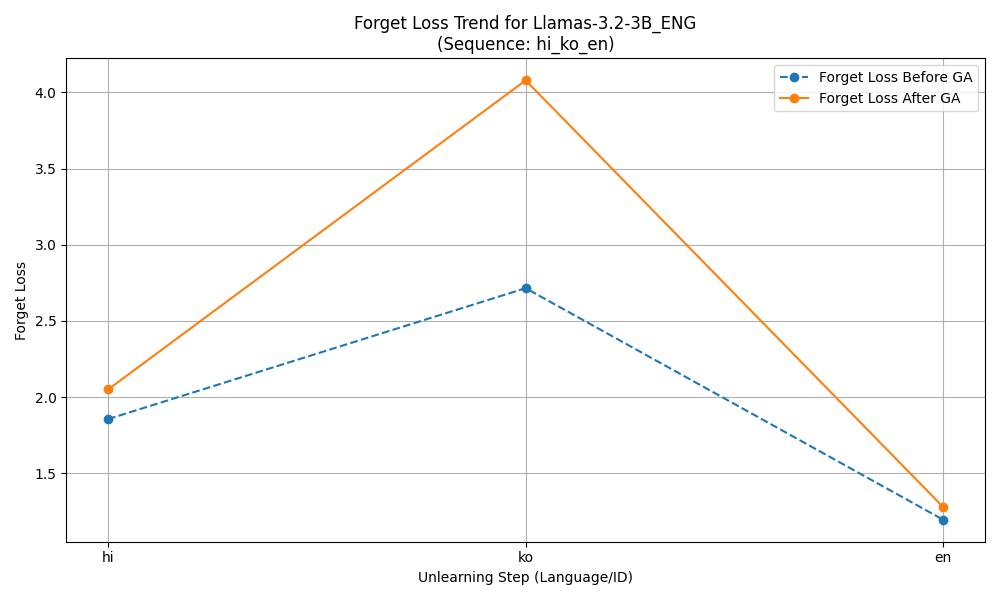 Forget Loss Trend for Llamas-3.2-3B_ENG
(Sequence: hi_ko_en)
Forget Loss Before GA
Forget Loss After GA
Forget Loss
4.0
3.5
3.0
2.5
2.0
1.5
hi
ko
en
Unlearning Step (Language/ID)